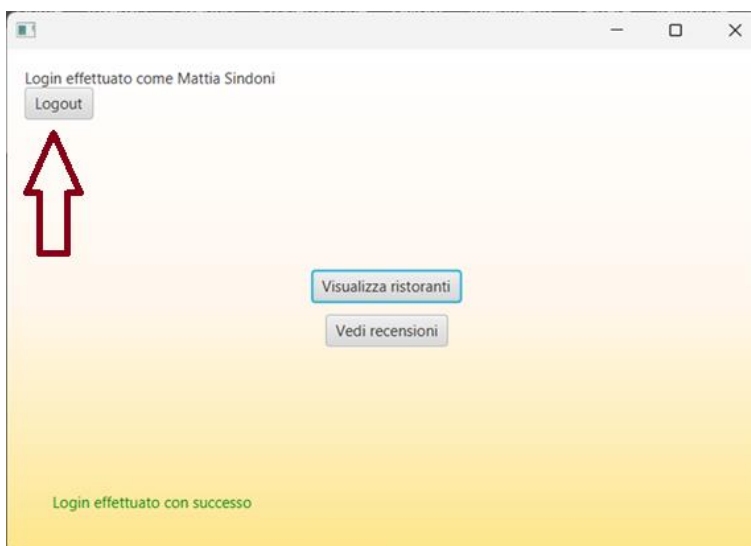 Login effettuato come Mattia Sindoni
Logout
Visualizza ristoranti
Vedi recensioni
Login effettuato con successo